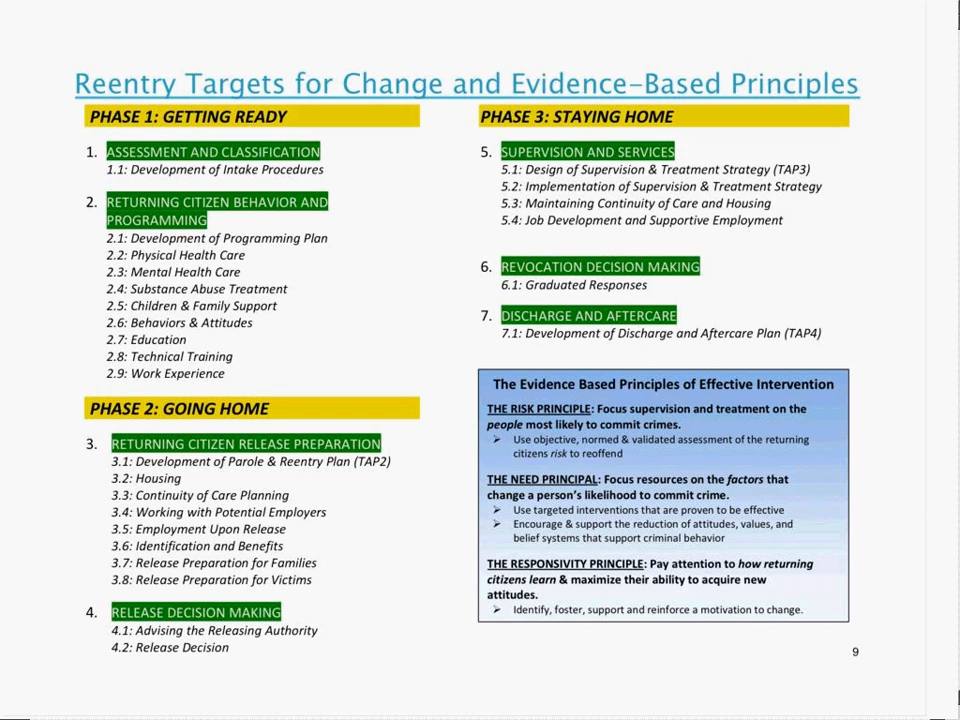 Reentry Targets for Change and Evidence-Based Principles
PHASE 1: GETTING READY
1. ASSESSMENT AND CLASSIFICATION
1.1: Development of Intake Procedures
2. RETURNING CITIZEN BEHAVIOR AND
PROGRAMMING
2.1: Development of Programming Plan
2.2: Physical Health Care
2.3: Mental Health Care
2.4: Substance Abuse Treatment
2.5: Children & Family Support
2.6: Behaviors & Attitudes
2.7: Education
2.8: Technical Training
2.9: Work Experience
PHASE 2: GOING HOME
3. RETURNING CITIZEN RELEASE PREPARATION
3.1: Development of Parole & Reentry Plan (TAP2)
3.2: Housing
3.3: Continuity of Care Planning
3.4: Working with Potential Employers
3.5: Employment Upon Release
3.6: Identification and Benefits
3.7: Release Preparation for Families
3.8: Release Preparation for Victims
4. RELEASE DECISION MAKING
4.1: Advising the Releasing Authority
4.2: Release Decision
PHASE 3: STAYING HOME
5. SUPERVISION AND SERVICES
5.1: Design of Supervision & Treatment Strategy (TAP3)
5.2: Implementation of Supervision & Treatment Strategy
5.3: Maintaining Continuity of Care and Housing
5.4: Job Development and Supportive Employment
6. REVOCATION DECISION MAKING
6.1: Graduated Responses
7. DISCHARGE AND AFTERCARE
7.1: Development of Discharge and Aftercare Plan (TAP4)
The Evidence Based Principles of Effective Intervention
THE RISK PRINCIPLE: Focus supervision and treatment on the
people most likely to commit crimes.
➢ Use objective, normed & validated assessment of the returning
citizens risk to reoffend
THE NEED PRINCIPAL: Focus resources on the factors that
change a person's likelihood to commit crime.
➢ Use targeted interventions that are proven to be effective
➢ Encourage & support the reduction of attitudes, values, and
belief systems that support criminal behavior
THE RESPONSIVITY PRINCIPLE: Pay attention to how returning
citizens learn & maximize their ability to acquire new
attitudes.
➢ Identify, foster, support and reinforce a motivation to change.
9